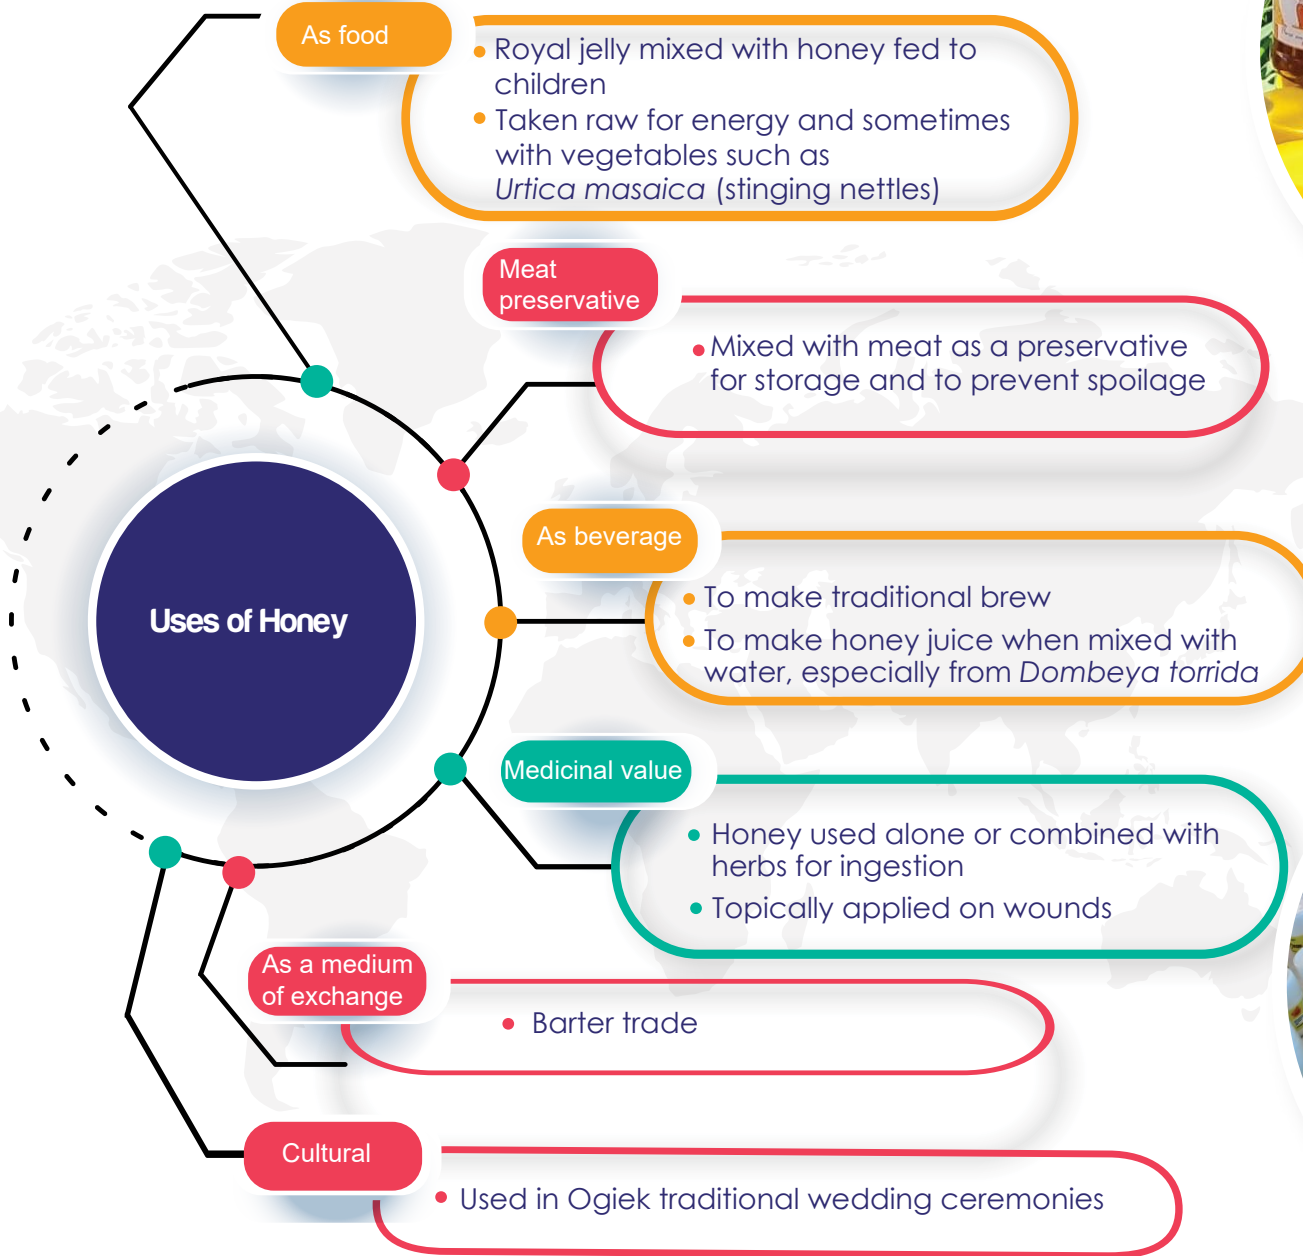 As food
Royal jelly mixed with honey fed to
children
Taken raw for energy and sometimes
with vegetables such as
Urtica masaica (stinging nettles)
Meat
preservative
Mixed with meat as a preservative
for storage and to prevent spoilage
As beverage
To make traditional brew
To make honey juice when mixed with
water, especially from Dombeya torrida
Uses of Honey
Medicinal value
Honey used alone or combined with
herbs for ingestion
Topically applied on wounds
As a medium
of exchange
Barter trade
Cultural
Used in Ogiek traditional wedding ceremonies